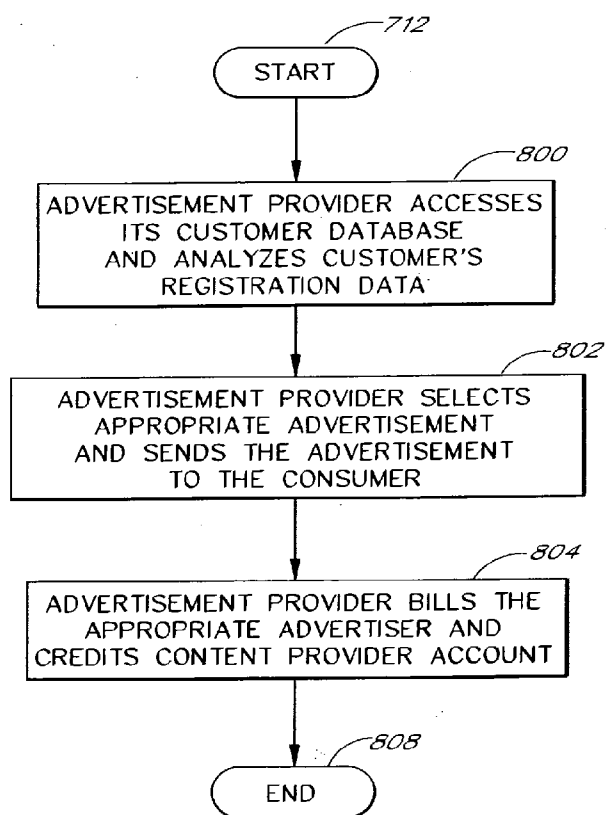 712
START
800
ADVERTISEMENT PROVIDER ACCESSES
ITS CUSTOMER DATABASE
AND ANALYZES CUSTOMER'S
REGISTRATION DATA
802
ADVERTISEMENT PROVIDER SELECTS
APPROPRIATE ADVERTISEMENT
AND SENDS THE ADVERTISEMENT
TO THE CONSUMER
804
ADVERTISEMENT PROVIDER BILLS THE
APPROPRIATE ADVERTISER AND
CREDITS CONTENT PROVIDER ACCOUNT
808
END